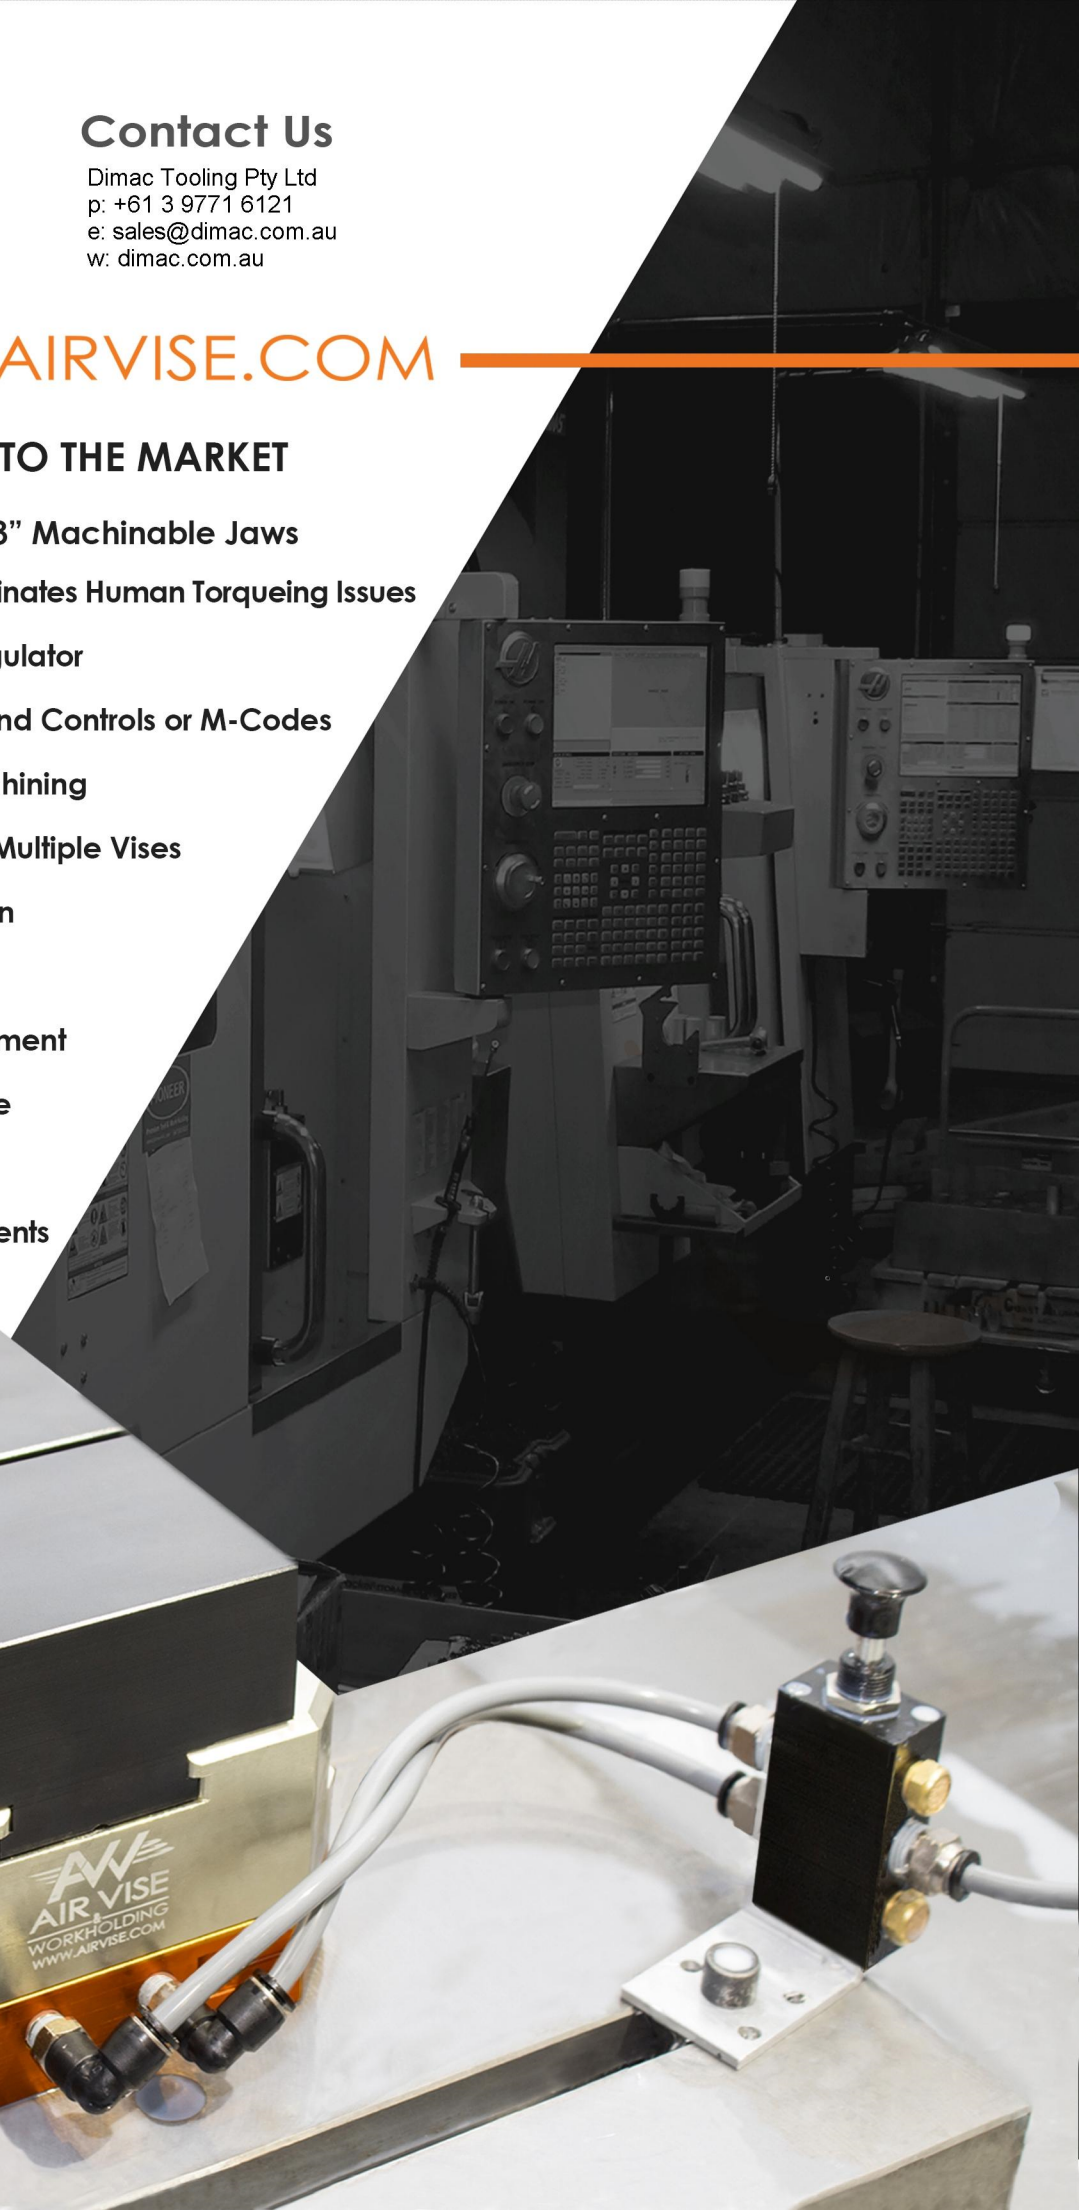 Contact Us
Dimac Tooling Pty Ltd
p: +61 3 9771 6121
e: sales@dimac.com.au
w: dimac.com.au
AIRVISE.COM
TO THE MARKET
3” Machinable Jaws
inates Human Torqueing Issues
gulator
nd Controls or M-Codes
hining
Multiple Vises
n
ment
e
ents
AW
AIR VISE
&
WORKHOLDING
WWW.AIRVISE.COM